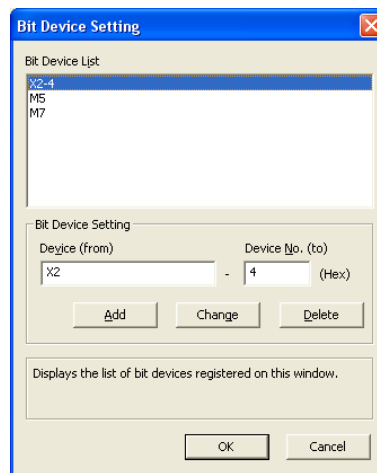 Bit Device Setting
Bit Device List
X2-4
M5
M7
Bit Device Setting
Device (from) Device No. (to)
X2 - 4 (Hex)
Add Change Delete
Displays the list of bit devices registered on this window.
OK Cancel